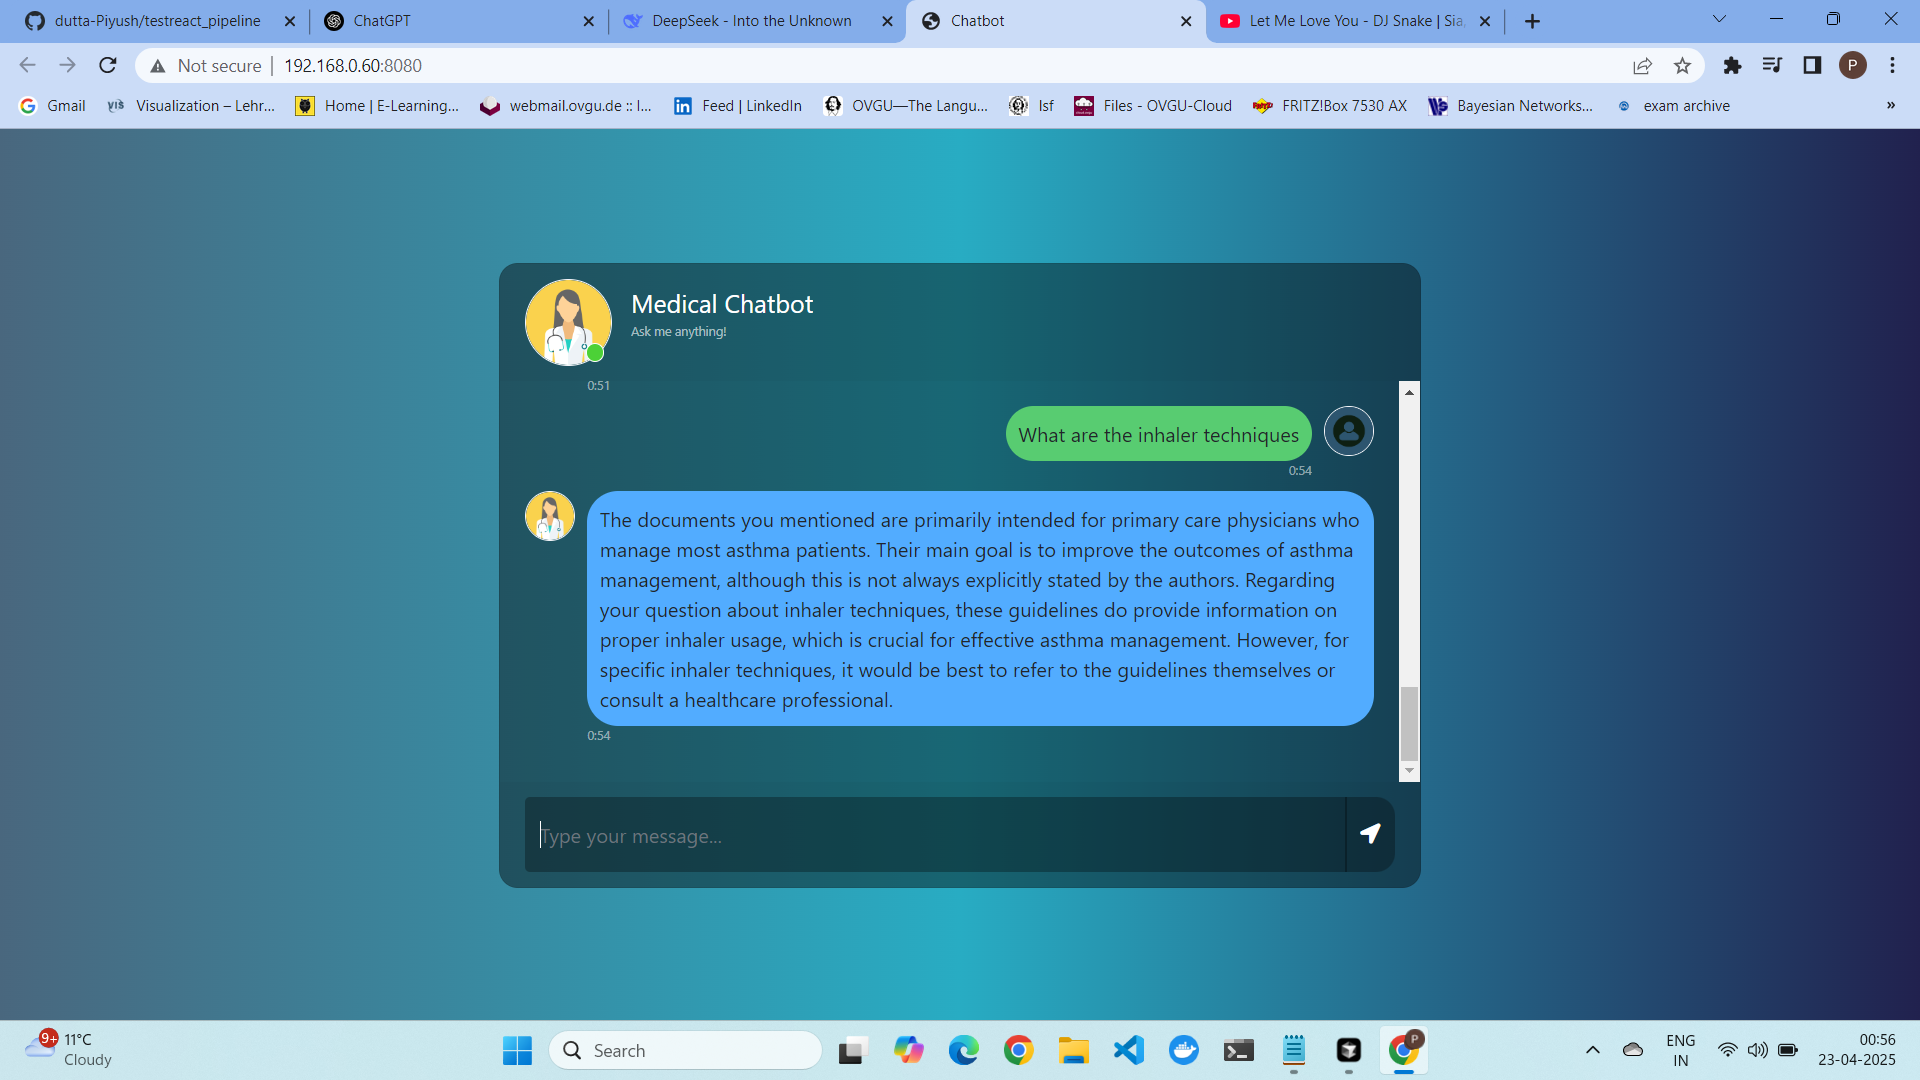 dutta-Piyush/testreact_pipeline
ChatGPT
DeepSeek - Into the Unknown
Chatbot
Let Me Love You - DJ Snake | Sia,
Not secure
192.168.0.60:8080
P
Gmail
Visualization – Lehr...
Home | E-Learning...
webmail.ovgu.de :: I...
Feed | LinkedIn
OVGU—The Langu...
lsf
Files - OVGU-Cloud
FRITZ!Box 7530 AX
Bayesian Networks...
exam archive
»
Medical Chatbot
Ask me anything!
0:51
What are the inhaler techniques
0:54
The documents you mentioned are primarily intended for primary care physicians who
manage most asthma patients. Their main goal is to improve the outcomes of asthma
management, although this is not always explicitly stated by the authors. Regarding
your question about inhaler techniques, these guidelines do provide information on
proper inhaler usage, which is crucial for effective asthma management. However, for
specific inhaler techniques, it would be best to refer to the guidelines themselves or
consult a healthcare professional.
0:54
Type your message...
9+
11°C
Cloudy
Search
P
ENG
IN
00:56
23-04-2025